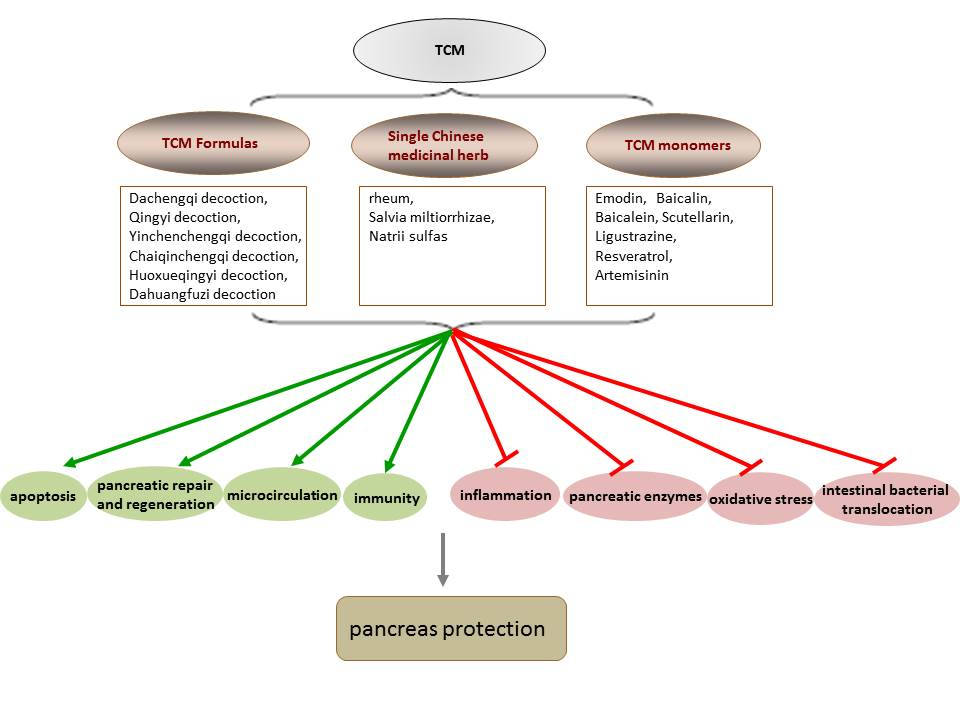 TCM
TCM Formulas
Single Chinese
medicinal herb
TCM monomers
Dachengqi decoction,
Qingyi decoction,
Yinchenchengqi decoction,
Chaiqinchengqi decoction,
Huoxueqingyi decoction,
Dahuangfuzi decoction
rheum,
Salvia miltiorrhizae,
Natrii sulfas
Emodin, Baicalin,
Baicalein, Scutellarin,
Ligustrazine,
Resveratrol,
Artemisinin
apoptosis
pancreatic repair
and regeneration
microcirculation
immunity
inflammation
pancreatic enzymes
oxidative stress
intestinal bacterial
translocation
pancreas protection